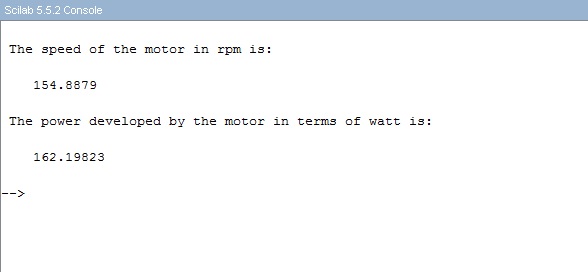 Scilab 5.5.2 Console
The speed of the motor in rpm is:
154.8879
The power developed by the motor in terms of watt is:
162.19823
-->